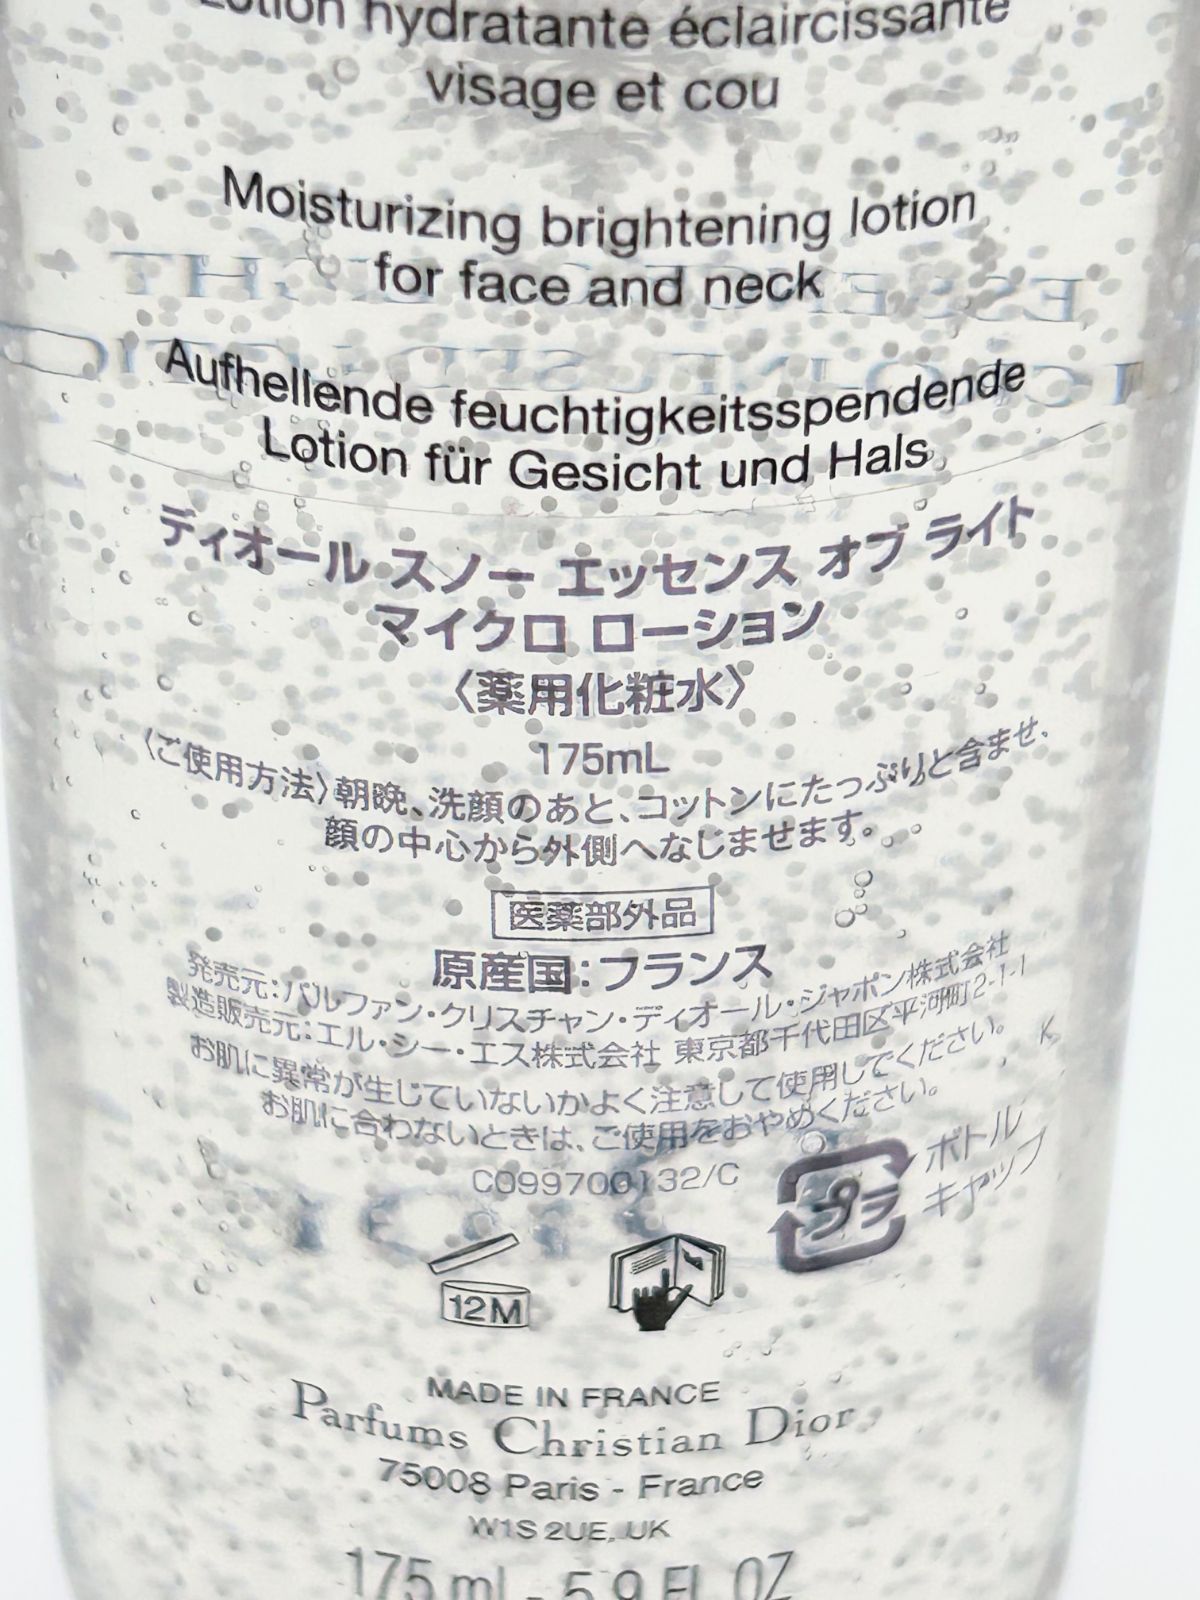 Lotion hydratante éclaircissante
visage et cou
Moisturizing brightening lotion
for face and neck
Aufhellende feuchtigkeitsspendende
Lotion für Gesicht und Hals
ディオール スノー エッセンス オブ ライト
マイクロ ローション
〈薬用化粧水〉
175mL
〈ご使用方法〉朝晩、洗顔のあと、コットンにたっぷりと含ませ、
顔の中心から外側へなじませます。
医薬部外品
原産国:フランス
発売元:パルファン・クリスチャン・ディオール・ジャポン株式会社
製造販売元:エル・シー・エス株式会社 東京都千代田区平河町2-1-1
お肌に異常が生じていないかよく注意して使用してください。
K
お肌に合わないときは、ご使用をおやめください。
C099700132/C
プラ
ボトル
キャップ
12M
MADE IN FRANCE
Parfums Christian Dior
75008 Paris - France
W1S 2UE, UK
175 mL - 5.9 FL OZ